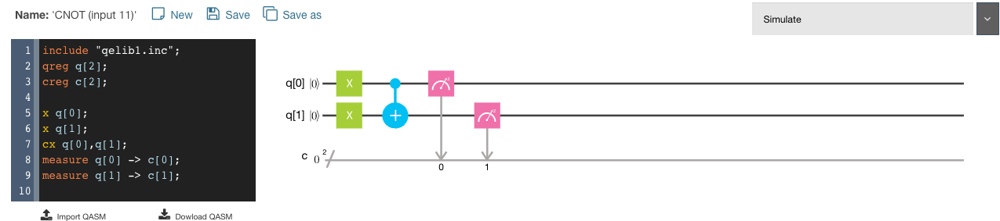 Name: 'CNOT (input 11)' New Save Save as
Simulate
1 include "qelib1.inc";
2 qreg q[2];
3 creg c[2];
4
5 x q[0];
6 x q[1];
7 cx q[0],q[1];
8 measure q[0] -> c[0];
9 measure q[1] -> c[1];
10
Import QASM Dowload QASM
q[0] |0⟩ X z
q[1] |0⟩ X + z
c 0 2
0 1